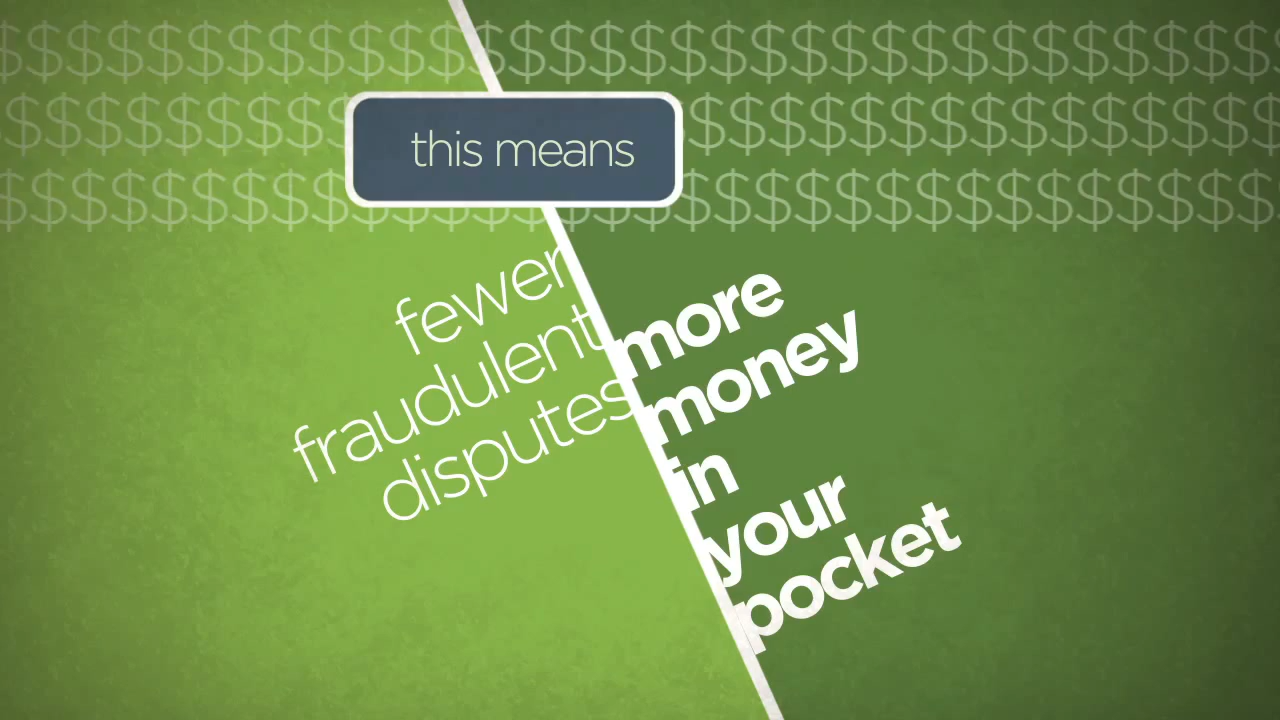 this means
fewer
fraudulent
disputes
more
money
in
your
pocket